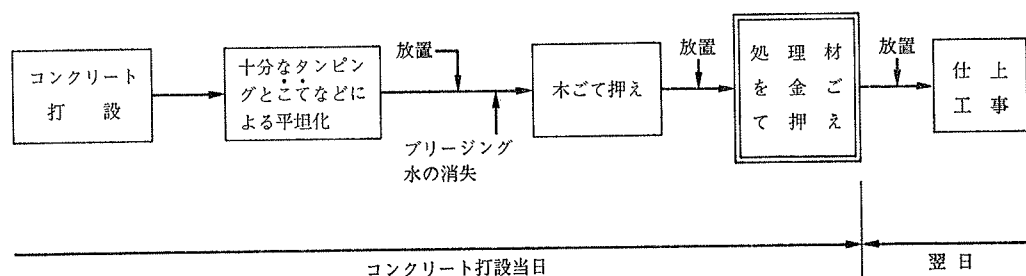 コンクリート
打設
放置
十分なタンピン
グとこてなどに
よる平坦化
ブリージング
水の消失
木ごて押え
放置
処理材
を金ご
て押え
放置
仕上
工事
コンクリート打設当日
翌日